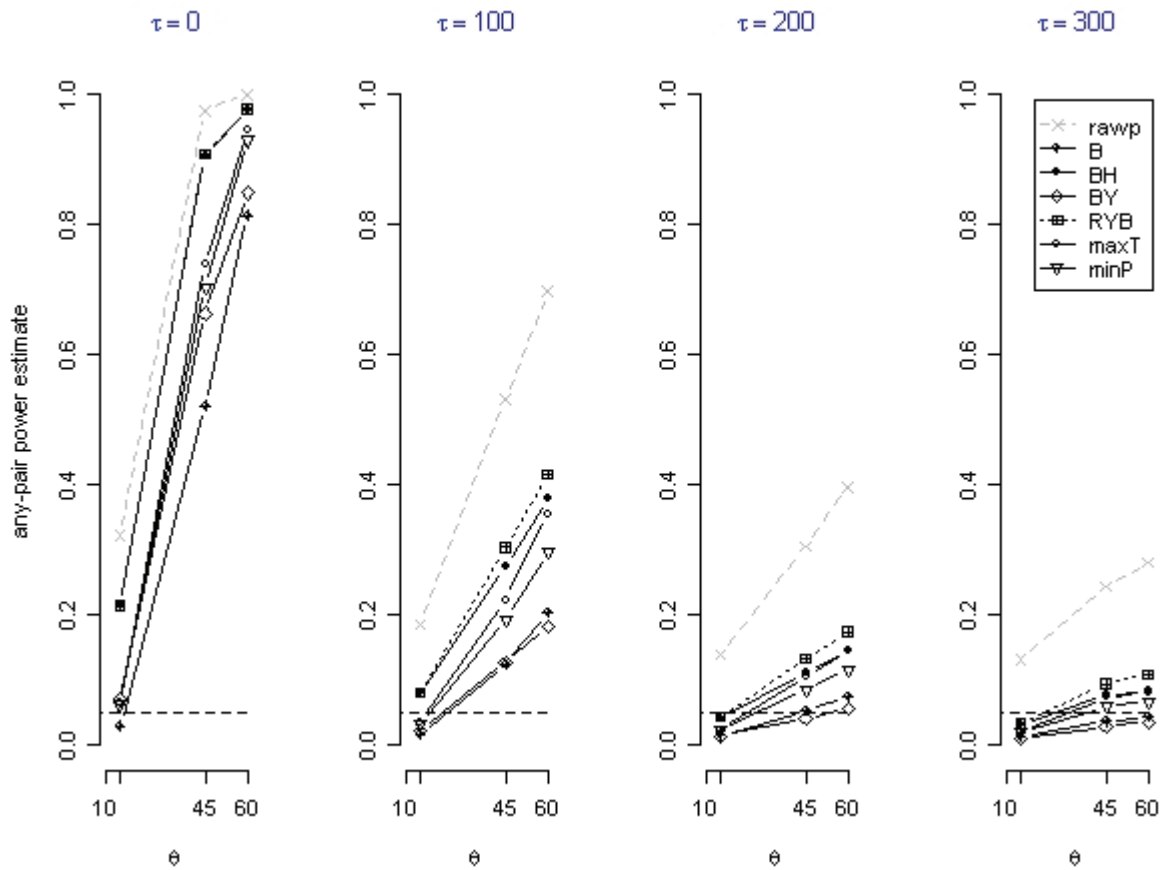 τ = 0
τ = 100
τ = 200
τ = 300
any-pair power estimate
0.0 0.2 0.4 0.6 0.8 1.0
10 45 60
θ
0.0 0.2 0.4 0.6 0.8 1.0
10 45 60
θ
0.0 0.2 0.4 0.6 0.8 1.0
10 45 60
θ
0.0 0.2 0.4 0.6 0.8 1.0
10 45 60
θ
rawp
B
BH
BY
RYB
maxT
minP